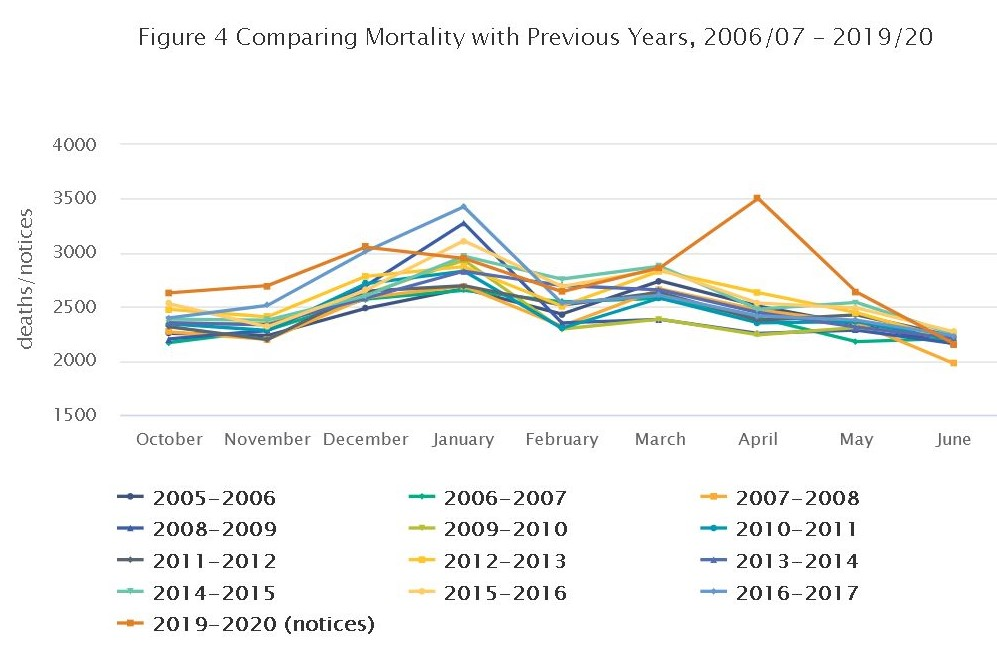 Figure 4 Comparing Mortality with Previous Years, 2006/07 – 2019/20
deaths/notices
4000
3500
3000
2500
2000
1500
October November December January February March April May June
2005-2006 2006-2007 2007-2008
2008-2009 2009-2010 2010-2011
2011-2012 2012-2013 2013-2014
2014-2015 2015-2016 2016-2017
2019-2020 (notices)